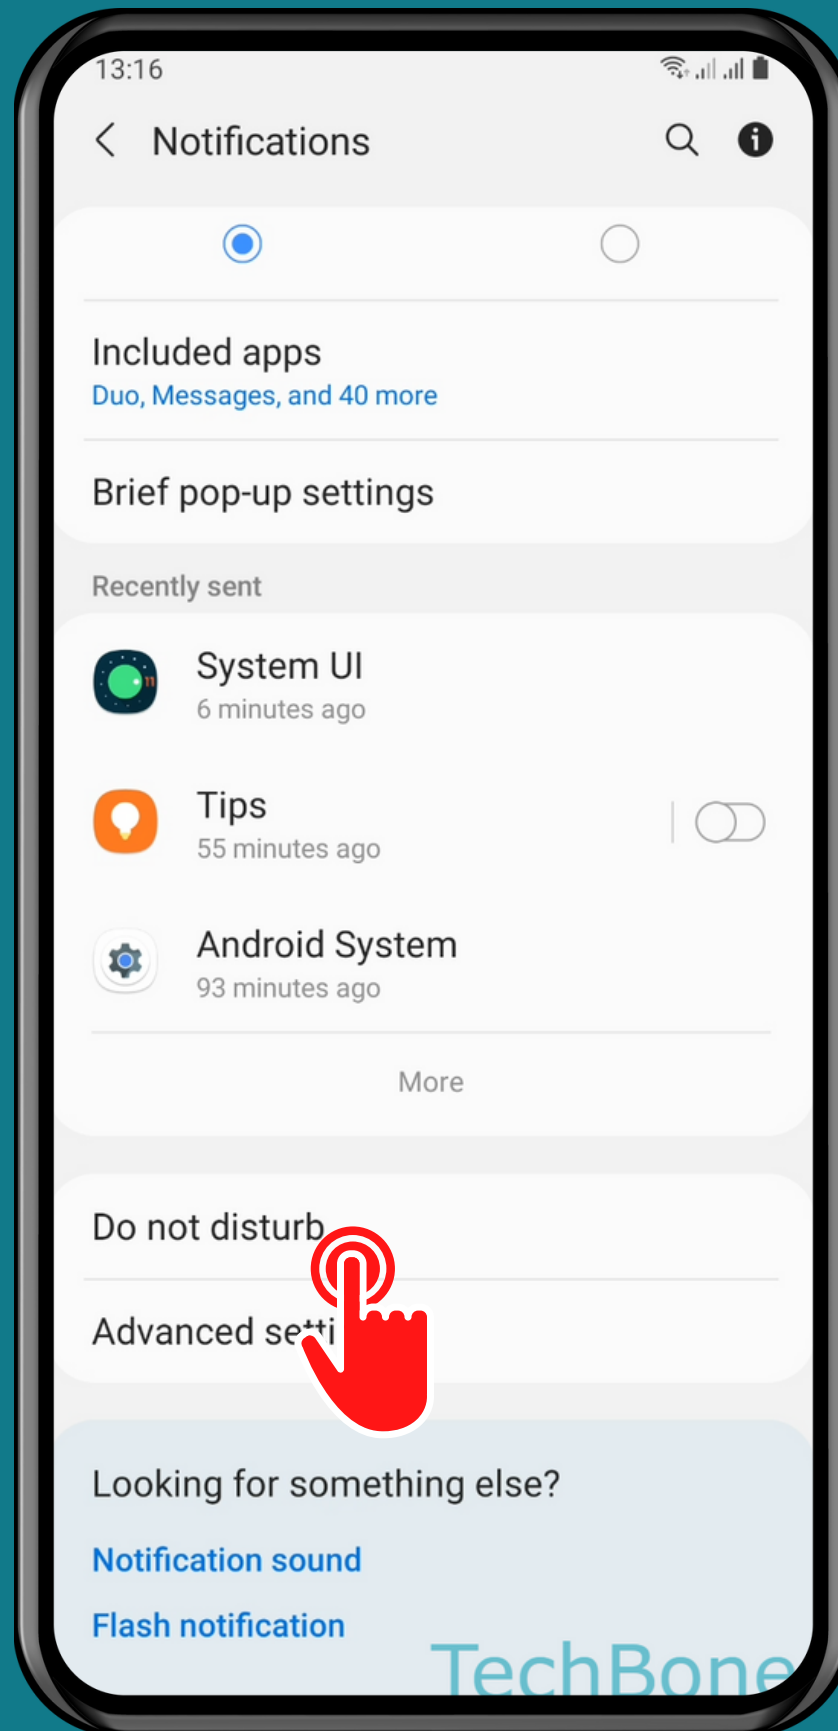 13:16
Notifications
Included apps
Duo, Messages, and 40 more
Brief pop-up settings
Recently sent
System UI
6 minutes ago
Tips
55 minutes ago
Android System
93 minutes ago
More
Do not disturb
Advanced setti
Looking for something else?
Notification sound
Flash notification
TechBone